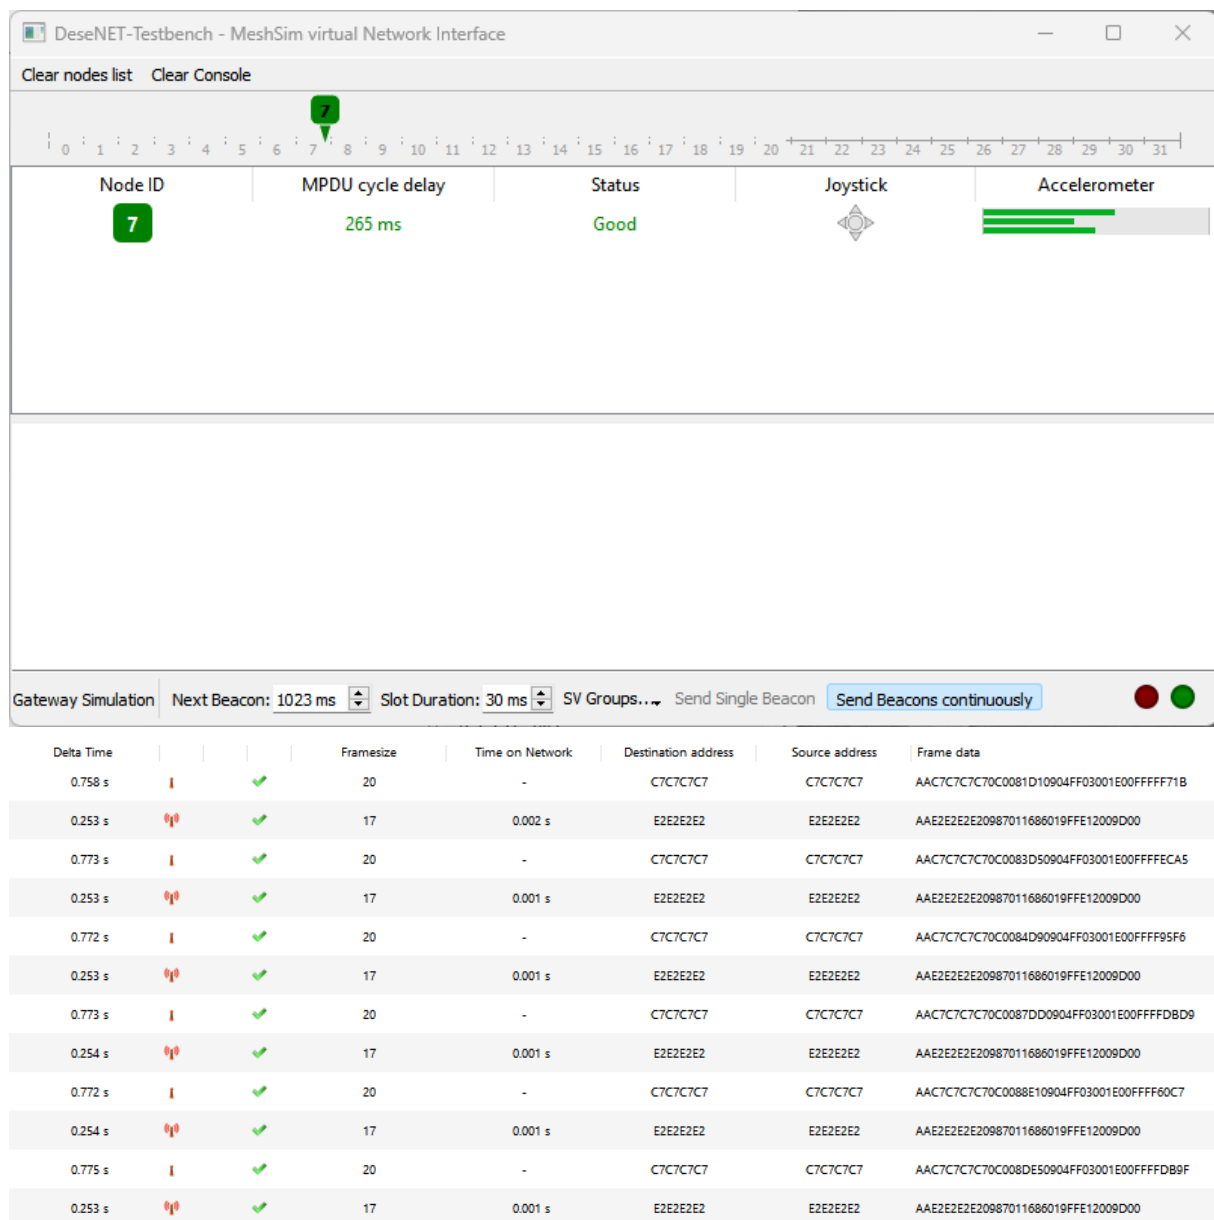 DeseNET-Testbench - MeshSim virtual Network Interface
Clear nodes list Clear Console
7
0 1 2 3 4 5 6 7 8 9 10 11 12 13 14 15 16 17 18 19 20 21 22 23 24 25 26 27 28 29 30 31
Node ID MPDU cycle delay Status Joystick Accelerometer
7 265 ms Good
Gateway Simulation Next Beacon: 1023 ms Slot Duration: 30 ms SV Groups... Send Single Beacon Send Beacons continuously
Delta Time Framesize Time on Network Destination address Source address Frame data
0.758 s 20 - C7C7C7C7 C7C7C7C7 AAC7C7C7C70C0081D10904FF03001E00FFFFF71B
0.253 s 17 0.002 s E2E2E2E2 E2E2E2E2 AAE2E2E2E20987011686019FFE12009D00
0.773 s 20 - C7C7C7C7 C7C7C7C7 AAC7C7C7C70C0083D50904FF03001E00FFFFECA5
0.253 s 17 0.001 s E2E2E2E2 E2E2E2E2 AAE2E2E2E20987011686019FFE12009D00
0.772 s 20 - C7C7C7C7 C7C7C7C7 AAC7C7C7C70C0084D90904FF03001E00FFFF95F6
0.253 s 17 0.001 s E2E2E2E2 E2E2E2E2 AAE2E2E2E20987011686019FFE12009D00
0.773 s 20 - C7C7C7C7 C7C7C7C7 AAC7C7C7C70C0087DD0904FF03001E00FFFFDBD9
0.254 s 17 0.001 s E2E2E2E2 E2E2E2E2 AAE2E2E2E20987011686019FFE12009D00
0.772 s 20 - C7C7C7C7 C7C7C7C7 AAC7C7C7C70C0088E10904FF03001E00FFFF60C7
0.254 s 17 0.001 s E2E2E2E2 E2E2E2E2 AAE2E2E2E20987011686019FFE12009D00
0.775 s 20 - C7C7C7C7 C7C7C7C7 AAC7C7C7C70C008DE50904FF03001E00FFFFDB9F
0.253 s 17 0.001 s E2E2E2E2 E2E2E2E2 AAE2E2E2E20987011686019FFE12009D00